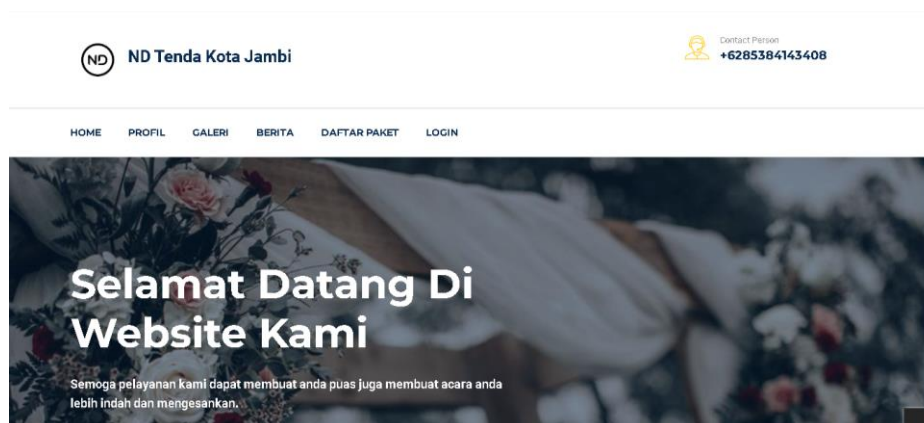 ND
ND Tenda Kota Jambi
Contact Person
+6285384143408
HOME PROFIL GALERI BERITA DAFTAR PAKET LOGIN
Selamat Datang Di
Website Kami
Semoga pelayanan kami dapat membuat anda puas juga membuat acara anda
lebih indah dan mengesankan.